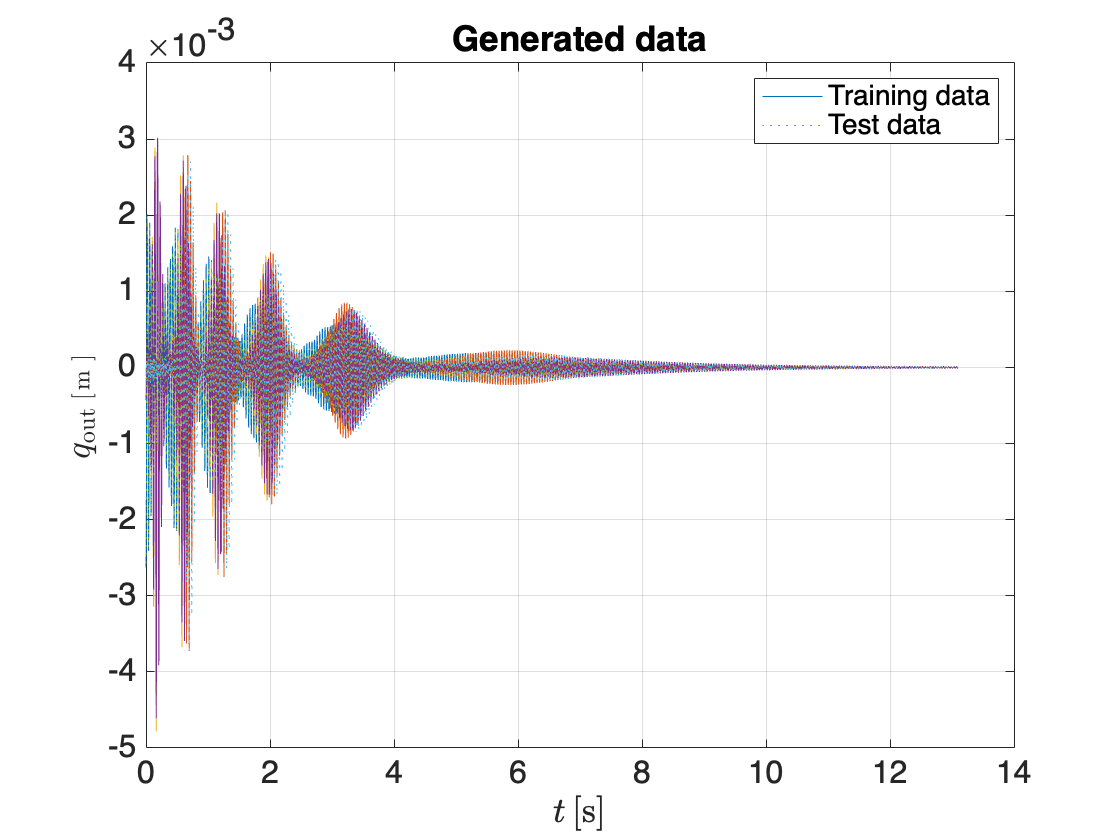 Generated data
×10^-3
4
3
2
1
0
-1
-2
-3
-4
-5
q_out [m]
Training data
Test data
0 2 4 6 8 10 12 14
t [s]